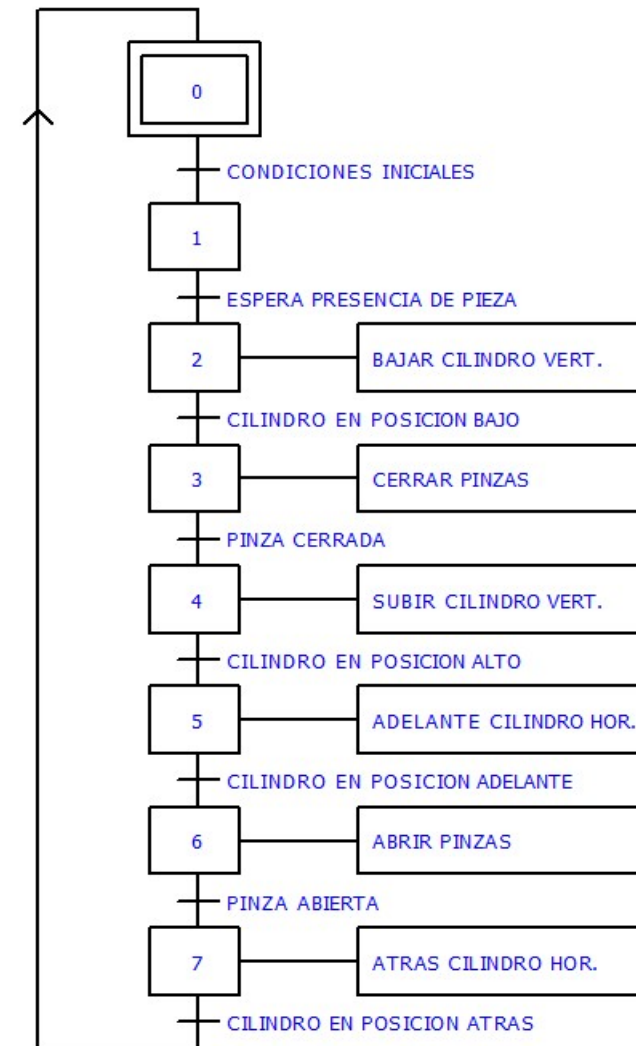 0
CONDICIONES INICIALES
1
ESPERA PRESENCIA DE PIEZA
2
BAJAR CILINDRO VERT.
CILINDRO EN POSICION BAJO
3
CERRAR PINZAS
PINZA CERRADA
4
SUBIR CILINDRO VERT.
CILINDRO EN POSICION ALTO
5
ADELANTE CILINDRO HOR.
CILINDRO EN POSICION ADELANTE
6
ABRIR PINZAS
PINZA ABIERTA
7
ATRAS CILINDRO HOR.
CILINDRO EN POSICION ATRAS